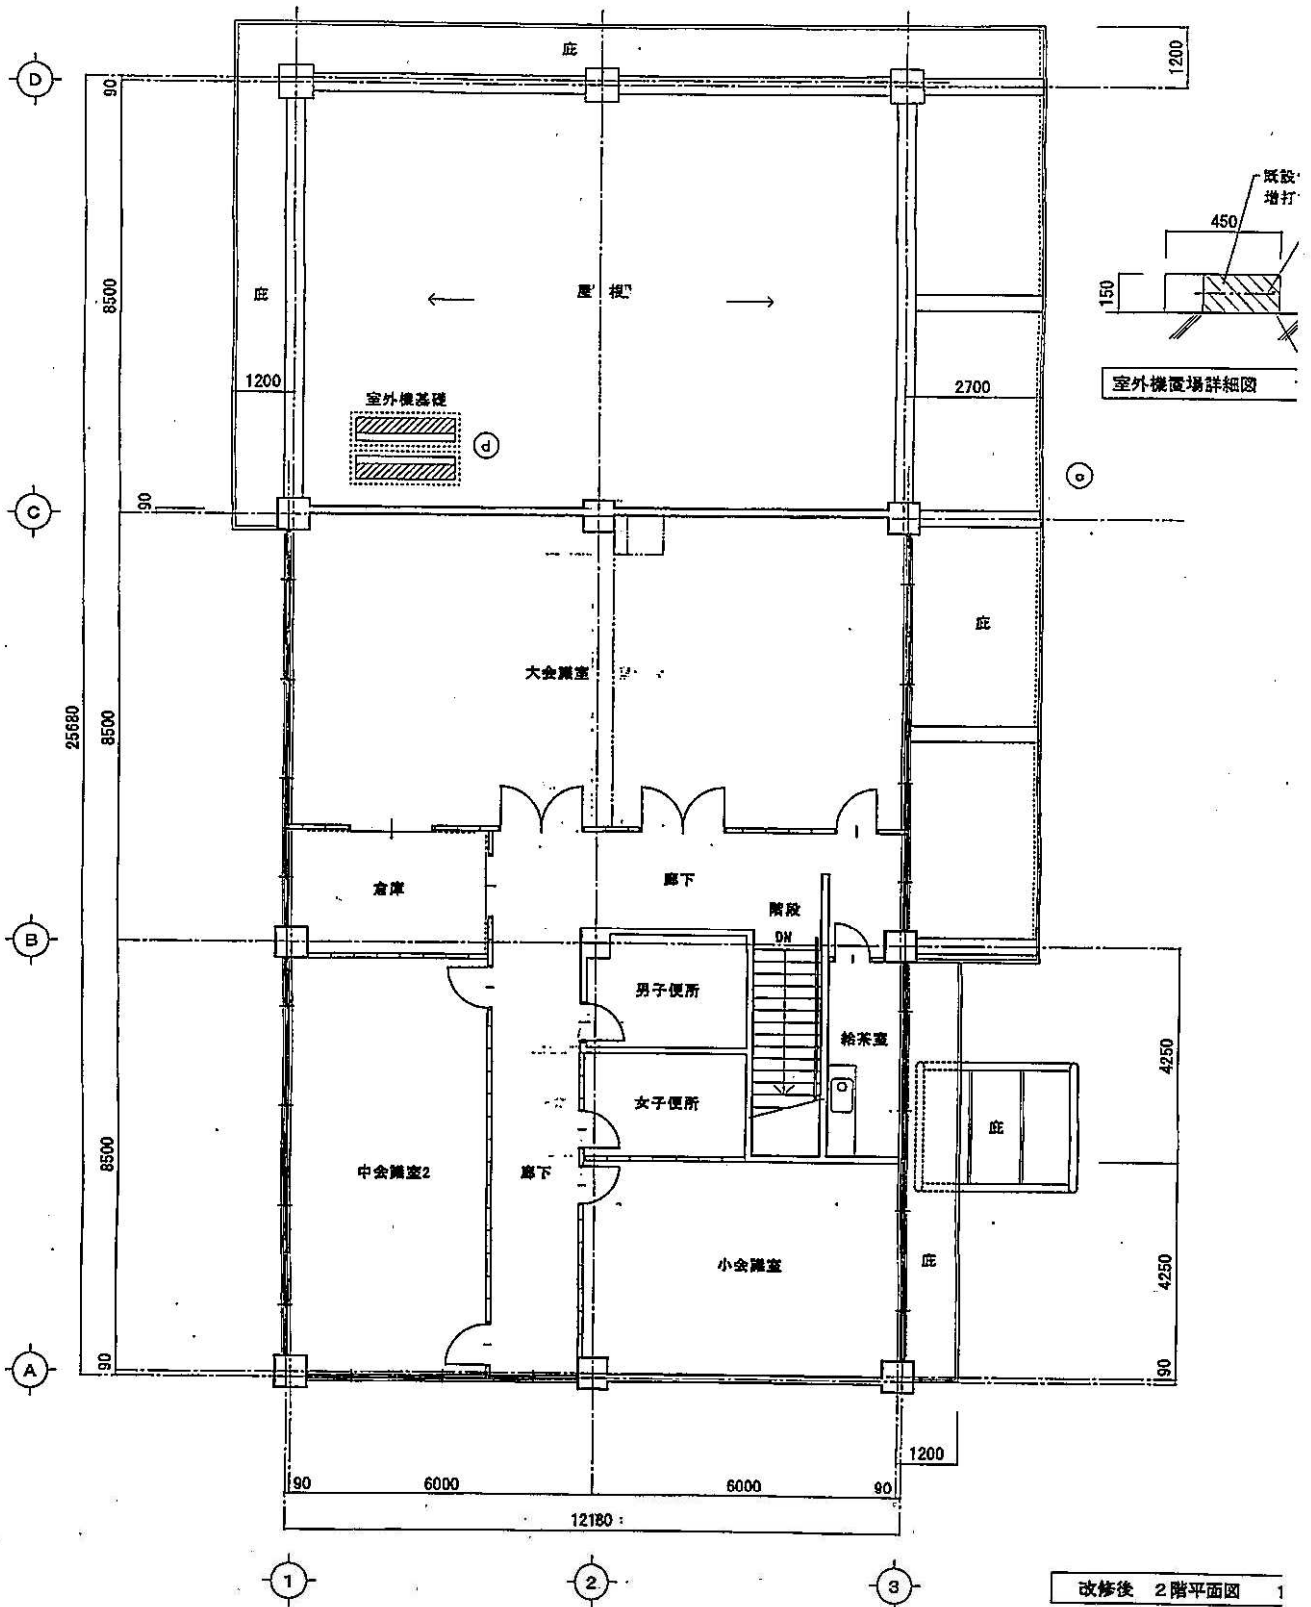 庇
D
90
1200
既設
増打
450
150
8500
庇
屋根
1200
2700
室外機置場詳細図
室外機基礎
d
C
90
庇
大会議室
25680
8500
倉庫
廊下
階段
DN
B
男子便所
給茶室
4250
女子便所
庇
8500
中会議室2
廊下
小会議室
庇
4250
A
90
90
1200
90
6000
6000
90
12180
1
2
3
改修後 2階平面図 1